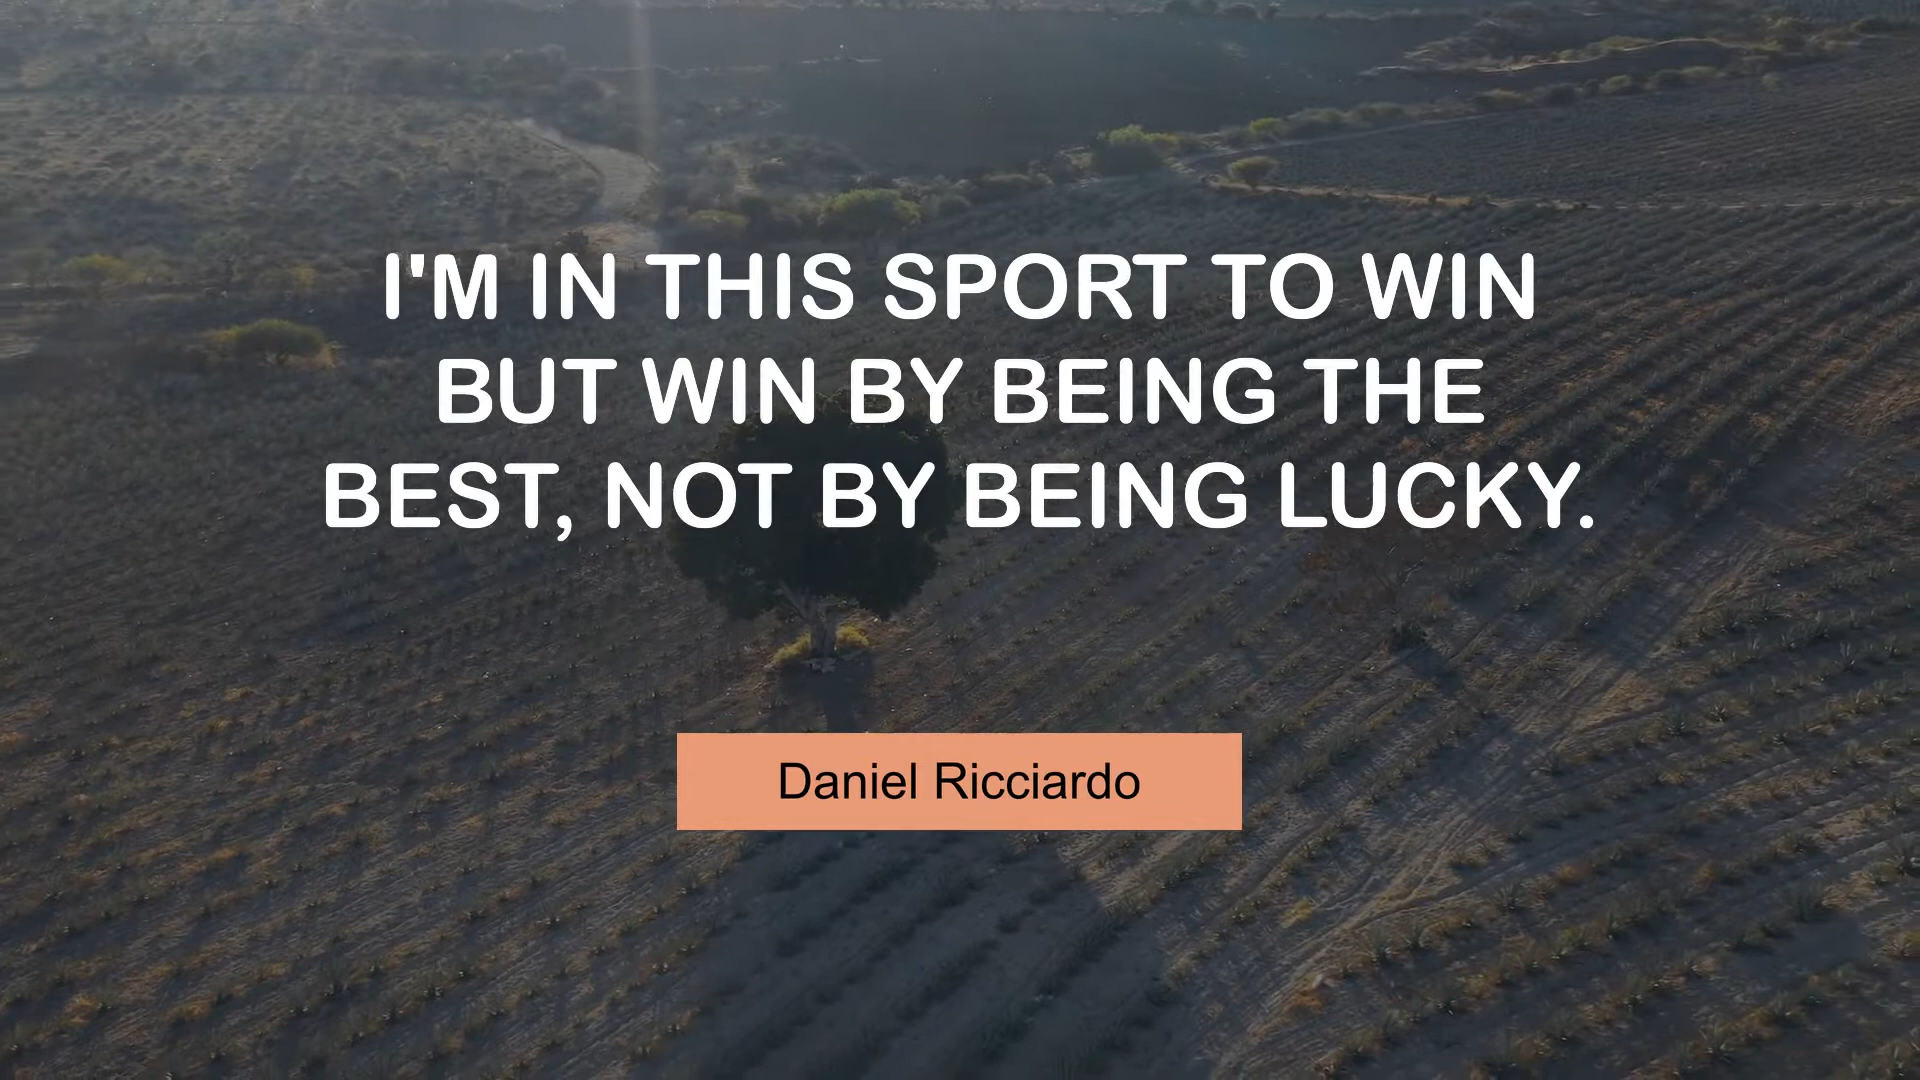 I'M IN THIS SPORT TO WIN
BUT WIN BY BEING THE
BEST, NOT BY BEING LUCKY.
Daniel Ricciardo